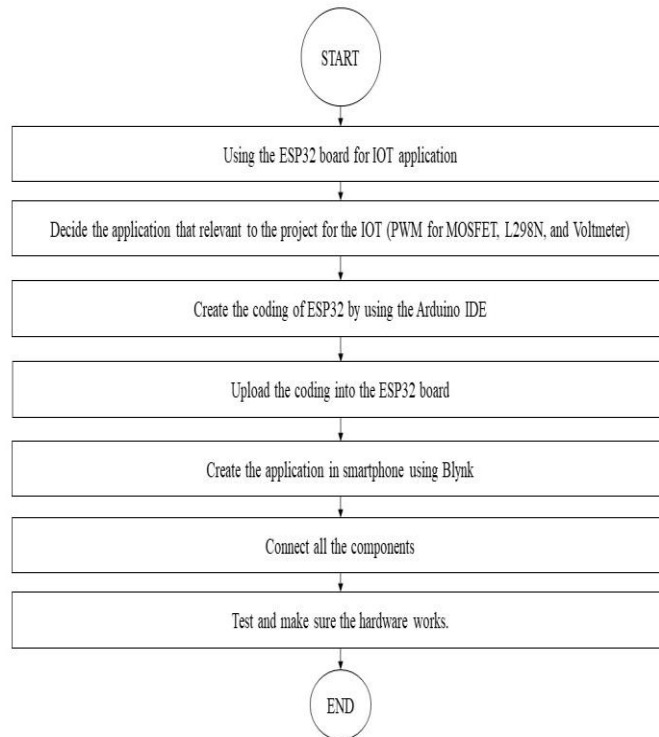 START
Using the ESP32 board for IOT application
Decide the application that relevant to the project for the IOT (PWM for MOSFET, L298N, and Voltmeter)
Create the coding of ESP32 by using the Arduino IDE
Upload the coding into the ESP32 board
Create the application in smartphone using Blynk
Connect all the components
Test and make sure the hardware works.
END